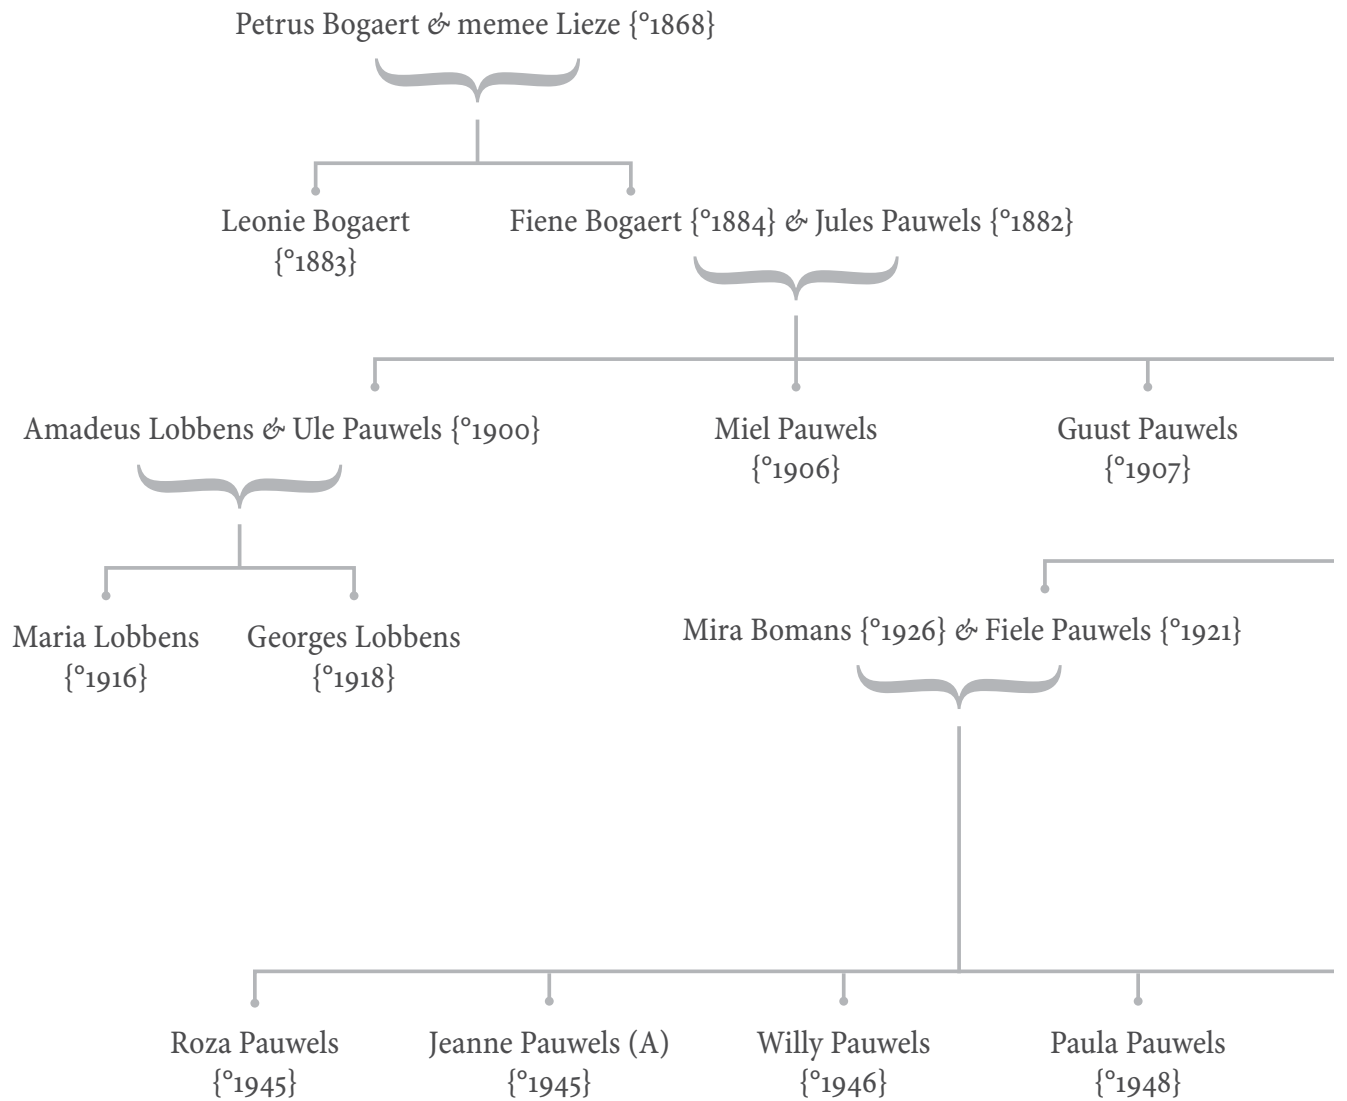 Petrus Bogaert & memee Lieze {°1868}
Leonie Bogaert
{°1883}
Fiene Bogaert {°1884} & Jules Pauwels {°1882}
Amadeus Lobbens & Ule Pauwels {°1900}
Miel Pauwels
{°1906}
Guust Pauwels
{°1907}
Maria Lobbens
{°1916}
Georges Lobbens
{°1918}
Mira Bomans {°1926} & Fiele Pauwels {°1921}
Roza Pauwels
{°1945}
Jeanne Pauwels (A)
{°1945}
Willy Pauwels
{°1946}
Paula Pauwels
{°1948}